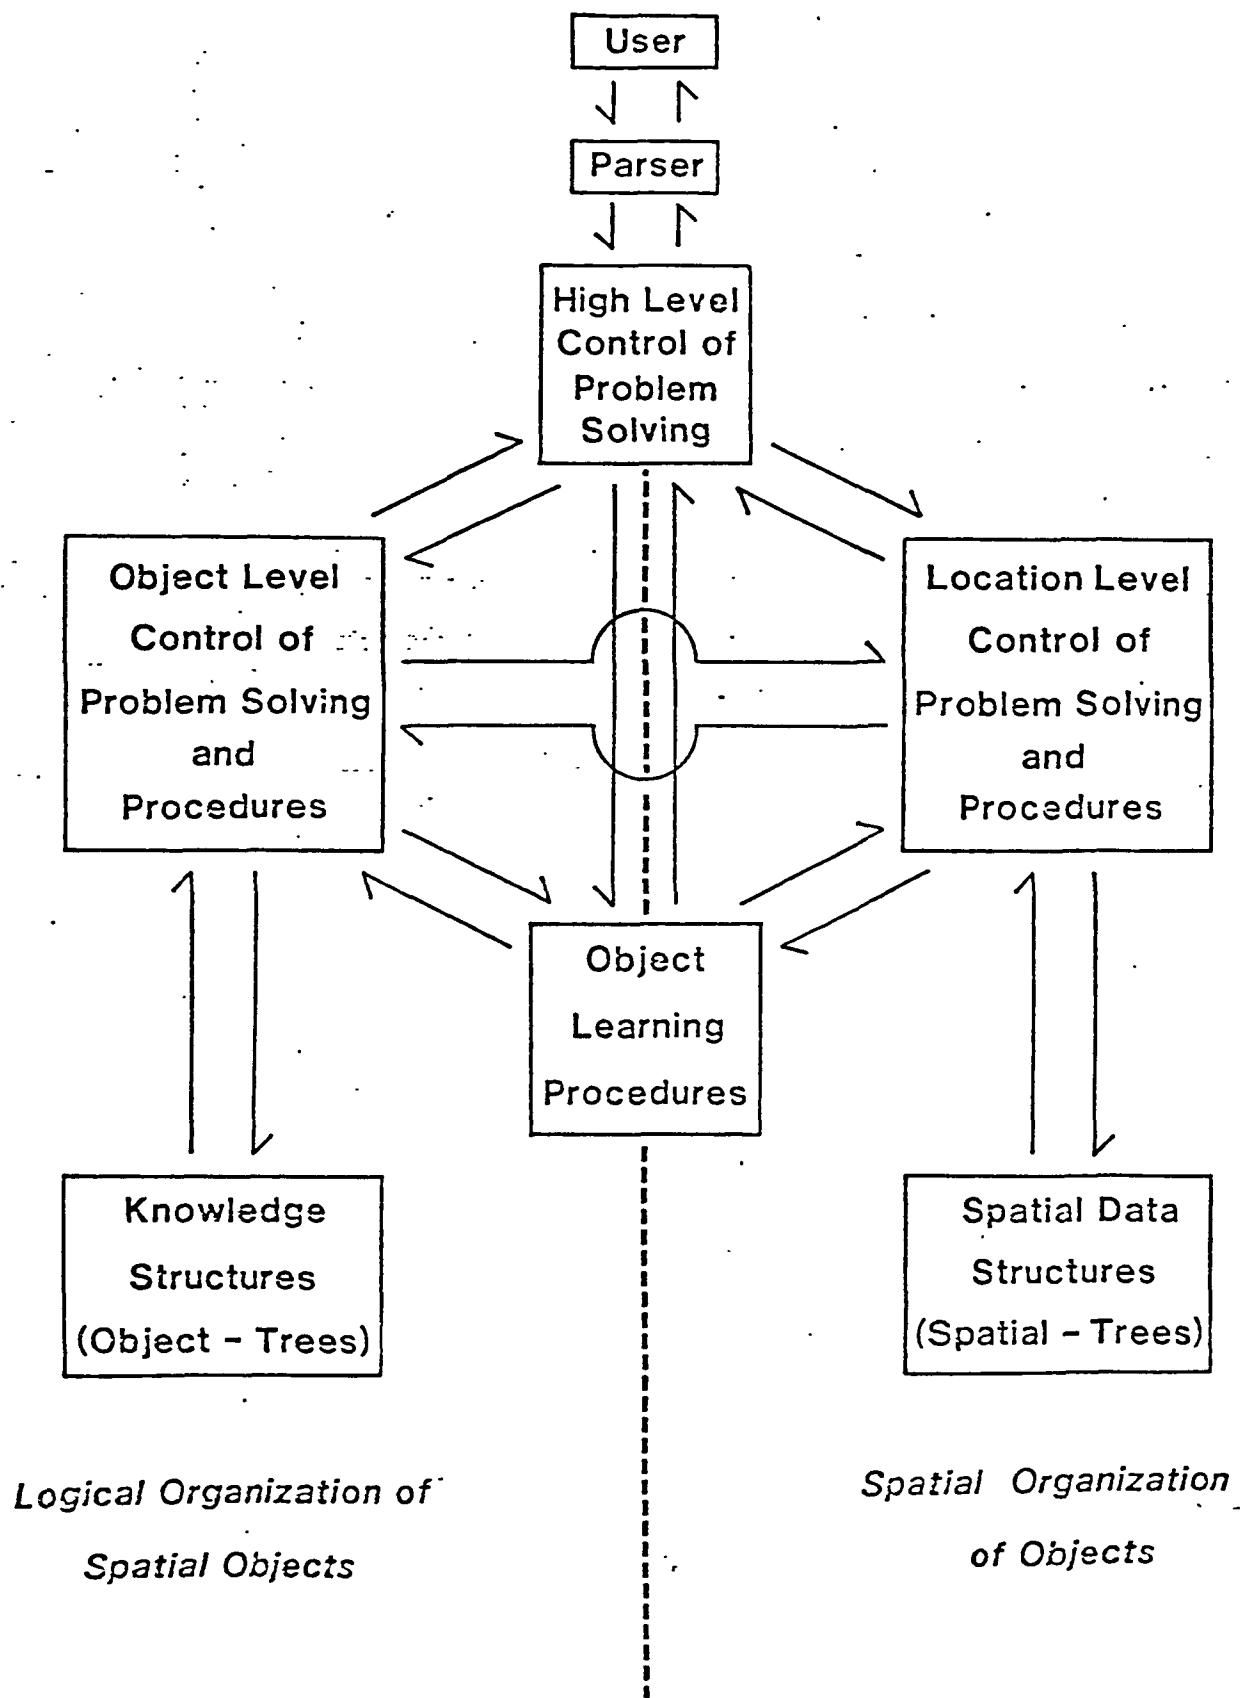 User
Parser
High Level
Control of
Problem
Solving
Object Level
Control of
Problem Solving
and
Procedures
Location Level
Control of
Problem Solving
and
Procedures
Object
Learning
Procedures
Knowledge
Structures
(Object - Trees)
Spatial Data
Structures
(Spatial - Trees)
Logical Organization of
Spatial Objects
Spatial Organization
of Objects